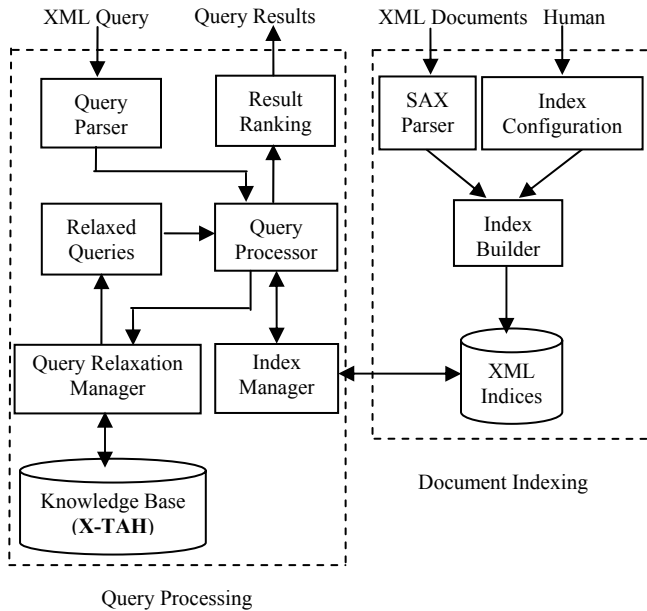 XML Query
Query Results
XML Documents
Human
Query
Parser
Result
Ranking
SAX
Parser
Index
Configuration
Relaxed
Queries
Query
Processor
Index
Builder
Query Relaxation
Manager
Index
Manager
XML
Indices
Knowledge Base
(X-TAH)
Document Indexing
Query Processing